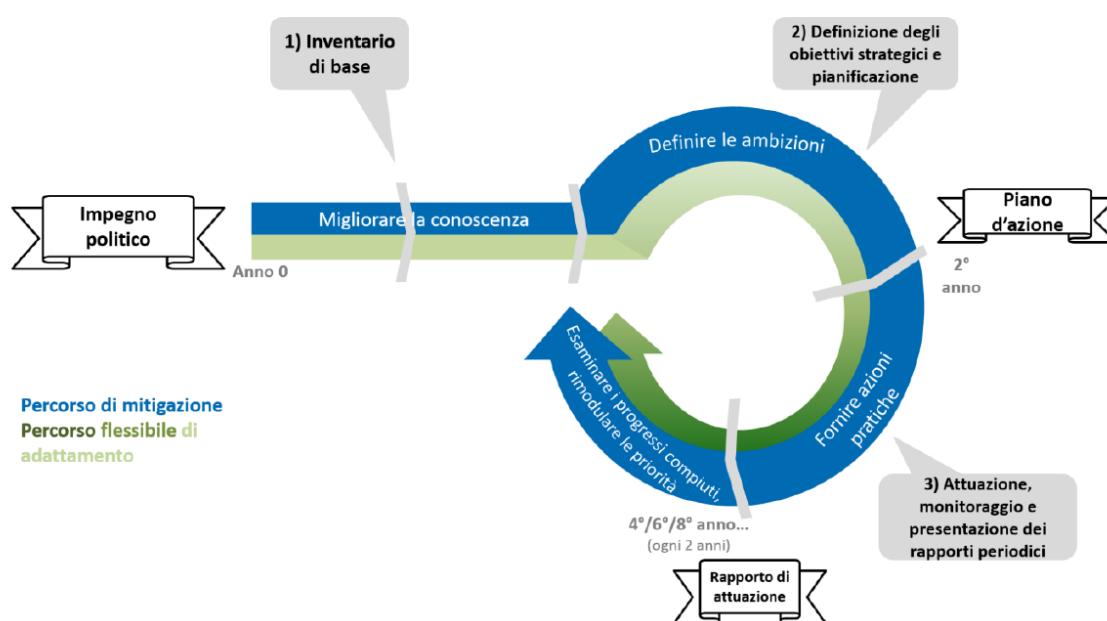 1) Inventario
di base
2) Definizione degli
obiettivi strategici e
pianificazione
Definire le ambizioni
Impegno
politico
Migliorare la conoscenza
Piano
d’azione
Anno 0
2°
anno
Esaminare i progressi compiuti,
rimodulare le priorità
Fornire azioni
pratiche
Percorso di mitigazione
Percorso flessibile di
adattamento
3) Attuazione,
monitoraggio e
presentazione dei
rapporti periodici
4°/6°/8° anno...
(ogni 2 anni)
Rapporto di
attuazione